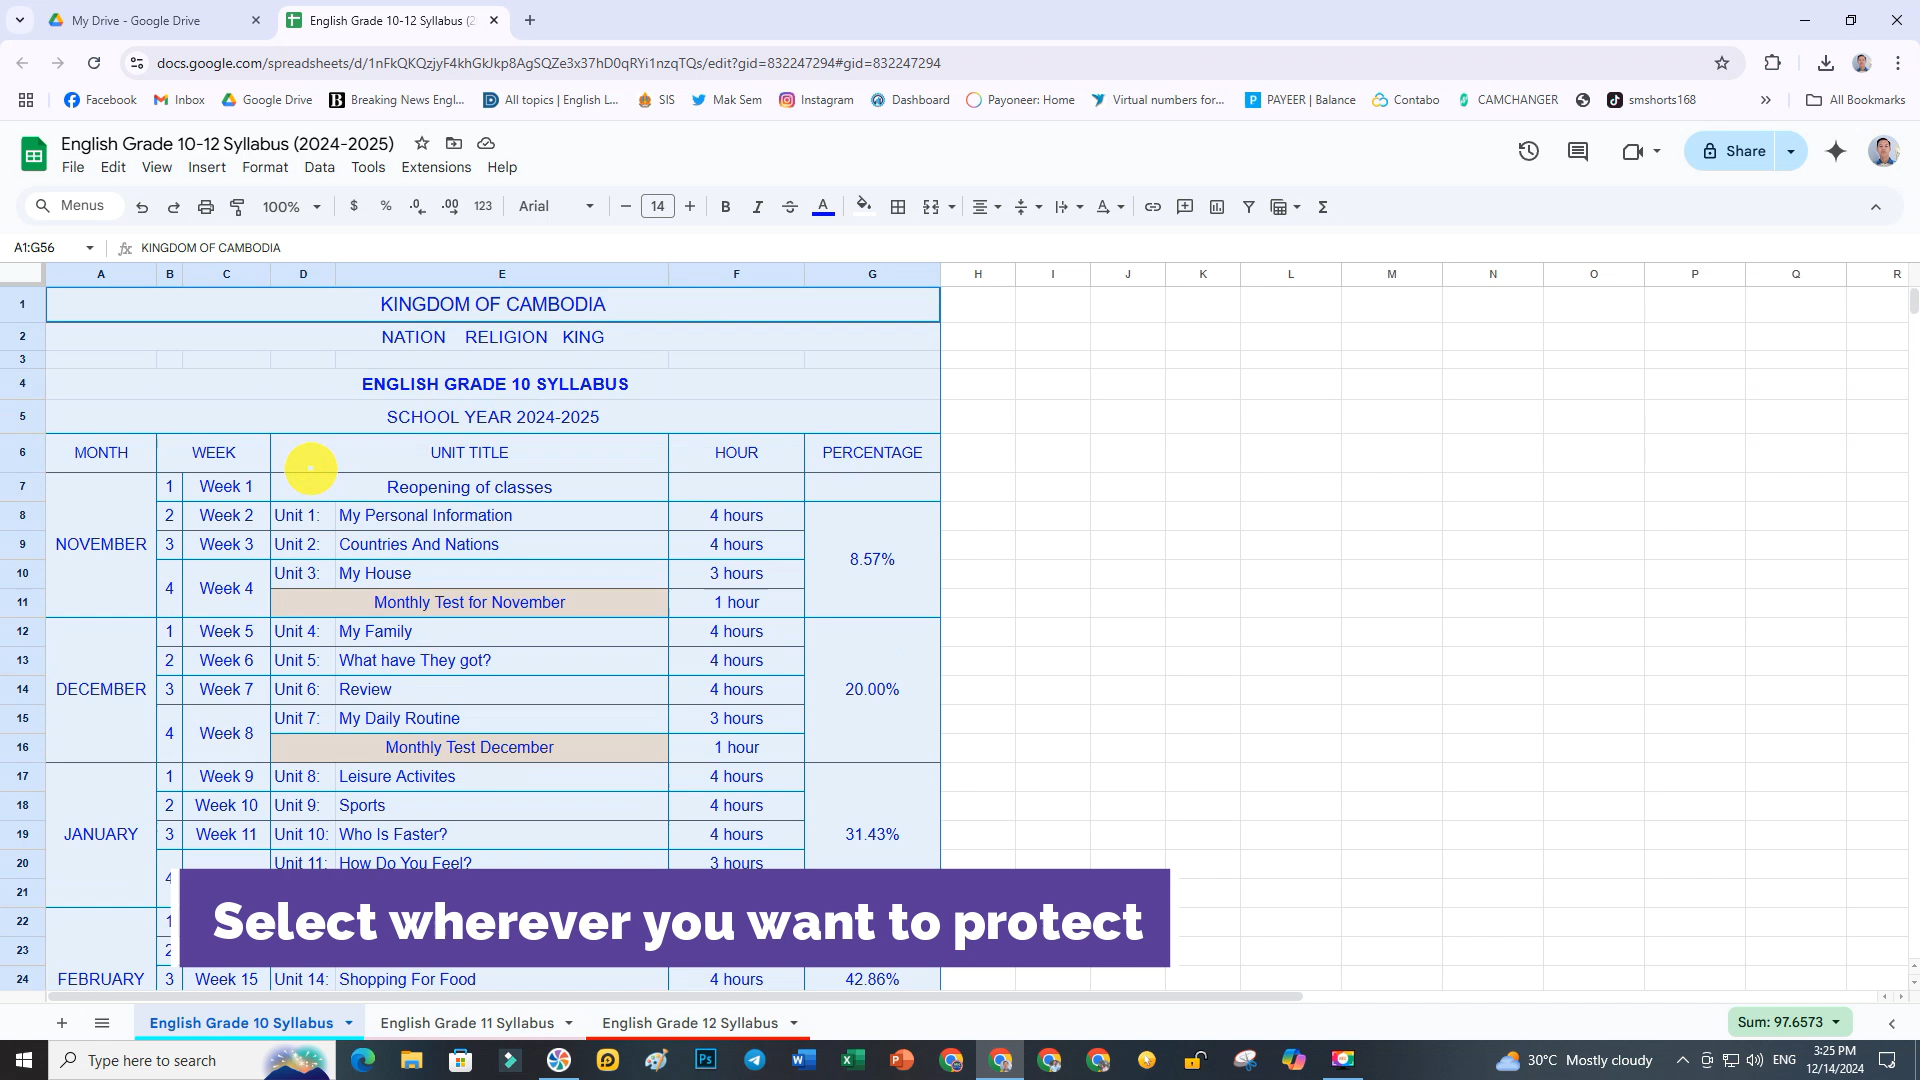 My Drive - Google Drive
English Grade 10-12 Syllabus (2
docs.google.com/spreadsheets/d/1nFkQKQzjyF4khGkJkp8AgSQZe3x37hD0qRYi1nzqTQs/edit?gid=832247294#gid=832247294
Facebook Inbox Google Drive Breaking News Engl... All topics | English L... SIS Mak Sem Instagram Dashboard Payoneer: Home Virtual numbers for... PAYEER | Balance Contabo CAMCHANGER smshorts168 » All Bookmarks
English Grade 10-12 Syllabus (2024-2025)
Share
File Edit View Insert Format Data Tools Extensions Help
Menus 100% $ % .0 .00 123 Arial 14 B I A Σ
A1:G56 fx KINGDOM OF CAMBODIA
A B C D E F G H I J K L M N O P Q R
1 KINGDOM OF CAMBODIA
2 NATION RELIGION KING
3
4 ENGLISH GRADE 10 SYLLABUS
5 SCHOOL YEAR 2024-2025
6 MONTH WEEK UNIT TITLE HOUR PERCENTAGE
7 1 Week 1 Reopening of classes
8 2 Week 2 Unit 1: My Personal Information 4 hours
9 NOVEMBER 3 Week 3 Unit 2: Countries And Nations 4 hours 8.57%
10 4 Week 4 Unit 3: My House 3 hours
11 Monthly Test for November 1 hour
12 1 Week 5 Unit 4: My Family 4 hours
13 2 Week 6 Unit 5: What have They got? 4 hours
14 DECEMBER 3 Week 7 Unit 6: Review 4 hours 20.00%
15 4 Week 8 Unit 7: My Daily Routine 3 hours
16 Monthly Test December 1 hour
17 1 Week 9 Unit 8: Leisure Activites 4 hours
18 2 Week 10 Unit 9: Sports 4 hours
19 JANUARY 3 Week 11 Unit 10: Who Is Faster? 4 hours 31.43%
20 4 Unit 11: How Do You Feel? 3 hours
21
22 1
23 2
Select wherever you want to protect
24 FEBRUARY 3 Week 15 Unit 14: Shopping For Food 4 hours 42.86%
English Grade 10 Syllabus English Grade 11 Syllabus English Grade 12 Syllabus Sum: 97.6573
Type here to search
30°C Mostly cloudy ENG 3:25 PM
12/14/2024